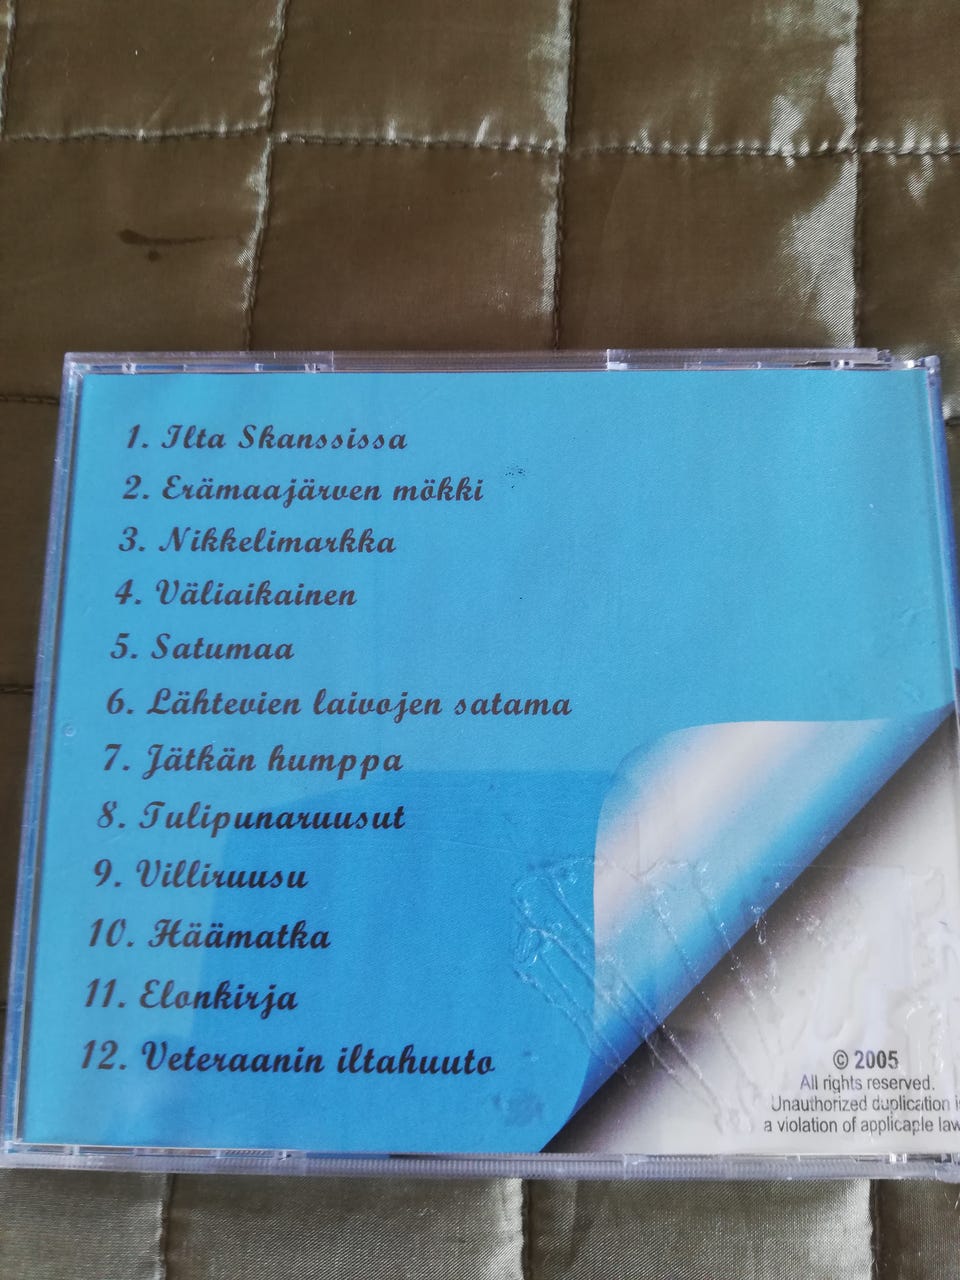 1. Ilta Skanssissa
2. Erämaajärven mökki
3. Nikkelimarkka
4. Väliaikainen
5. Satumaa
6. Lähtevien laivojen satama
7. Jätkän humppa
8. Tulipunaruusut
9. Villiruusu
10. Häämatka
11. Elonkirja
12. Veteraanin iltahuuto
© 2005
All rights reserved.
Unauthorized duplication is
a violation of applicaple law